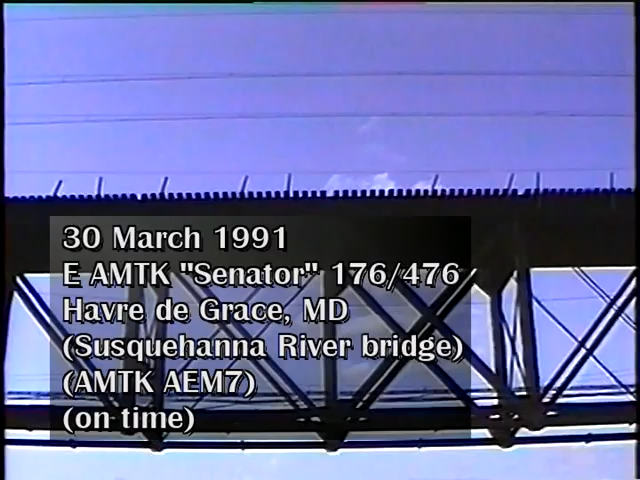 30 March 1991
E AMTK "Senator" 176/476
Havre de Grace, MD
(Susquehanna River bridge)
(AMTK AEM7)
(on time)